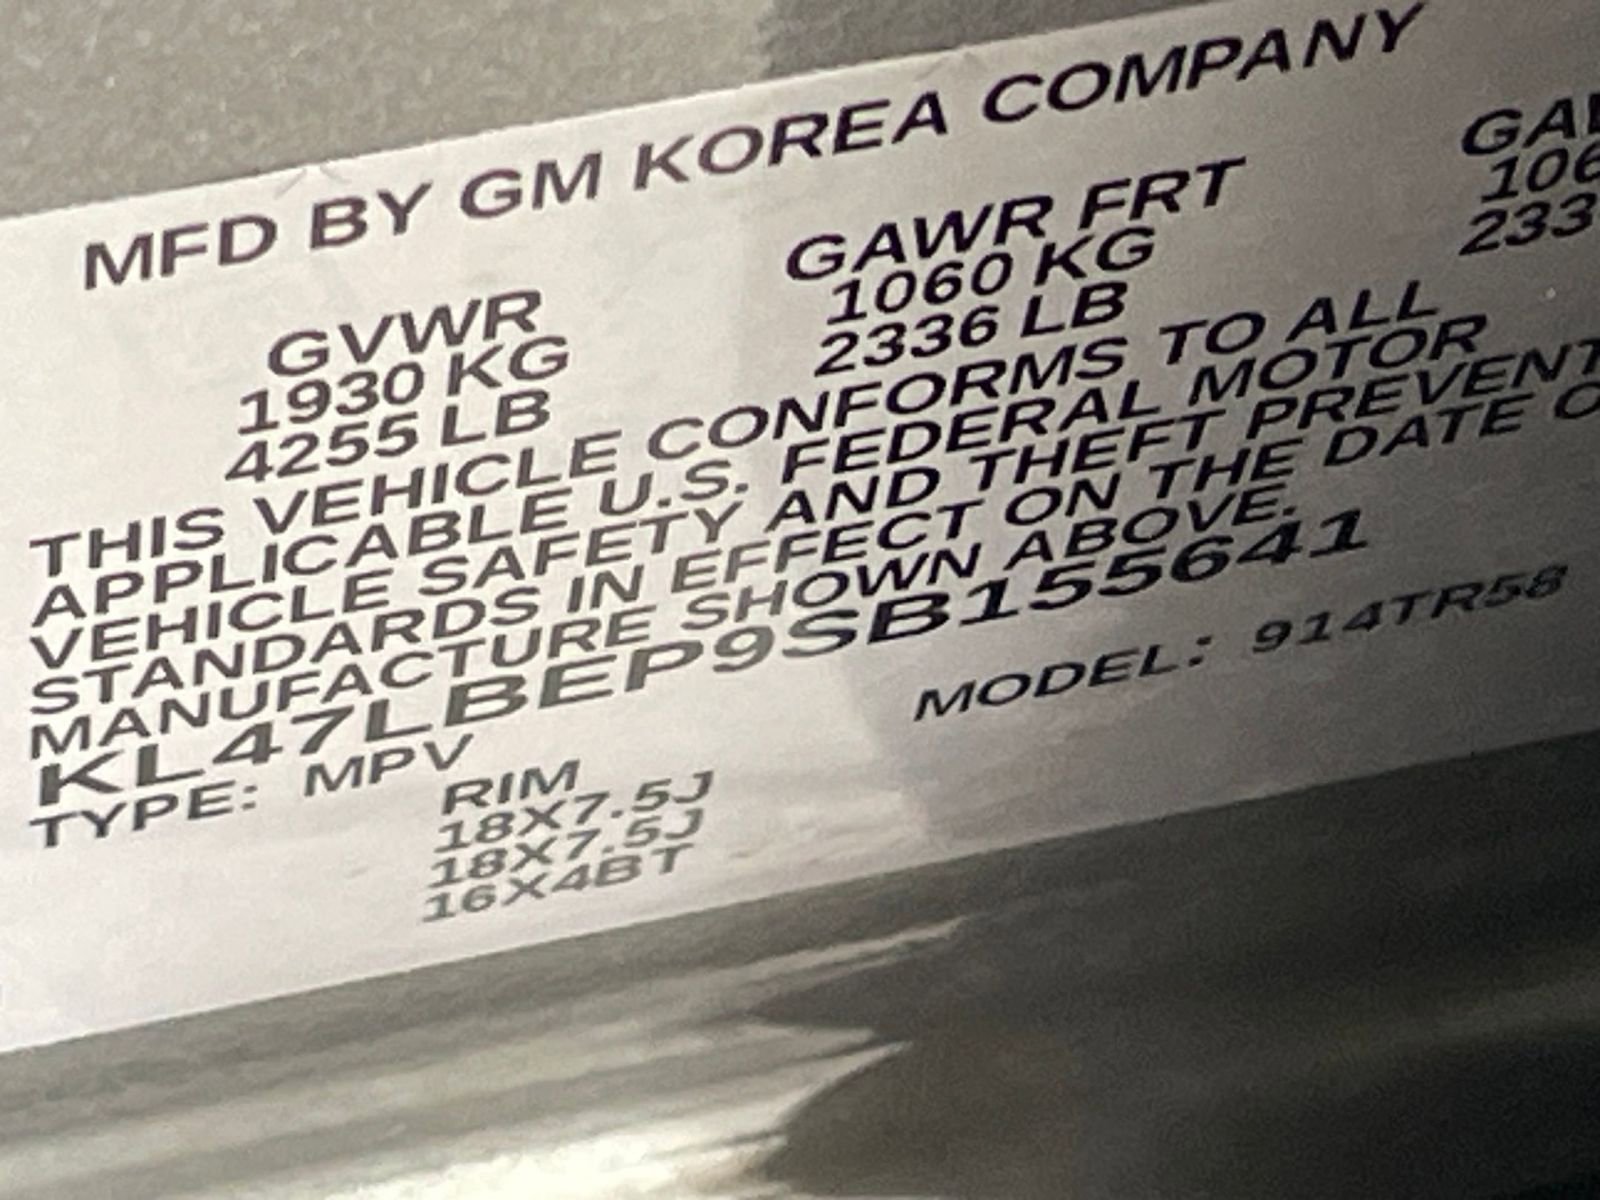 MFD BY GM KOREA COMPANY
GVWR GAWR FRT
1930 KG 1060 KG
4255 LB 2336 LB
THIS VEHICLE CONFORMS TO ALL
APPLICABLE U.S. FEDERAL MOTOR
VEHICLE SAFETY AND THEFT PREVENT
STANDARDS IN EFFECT ON THE DATE
MANUFACTURE SHOWN ABOVE.
KL47LBEP9SB155641
TYPE: MPV MODEL: 914TR58
RIM
18X7.5J
18X7.5J
16X4BT